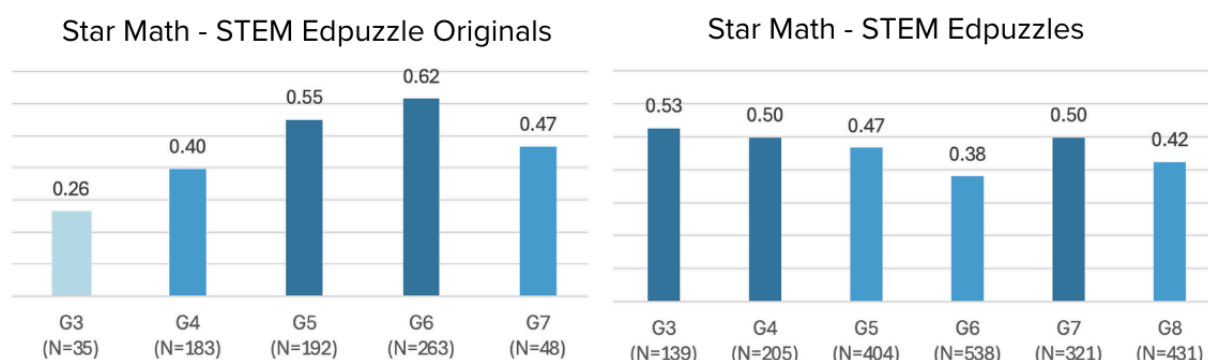 Star Math - STEM Edpuzzle Originals
0.26
0.40
0.55
0.62
0.47
G3
(N=35)
G4
(N=183)
G5
(N=192)
G6
(N=263)
G7
(N=48)
Star Math - STEM Edpuzzles
0.53
0.50
0.47
0.38
0.50
0.42
G3
(N=139)
G4
(N=205)
G5
(N=404)
G6
(N=538)
G7
(N=321)
G8
(N=431)